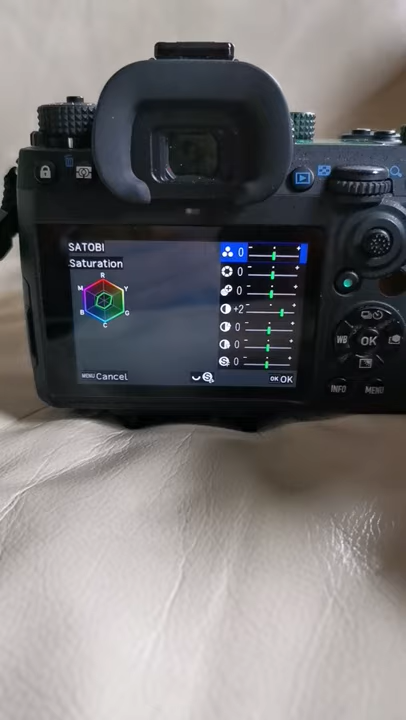 SATOBI
Saturation
R
M Y
B G
C
0
0
0
+2
0
0
S 0
MENU Cancel
S
OK OK
WB
OK
INFO
MENU